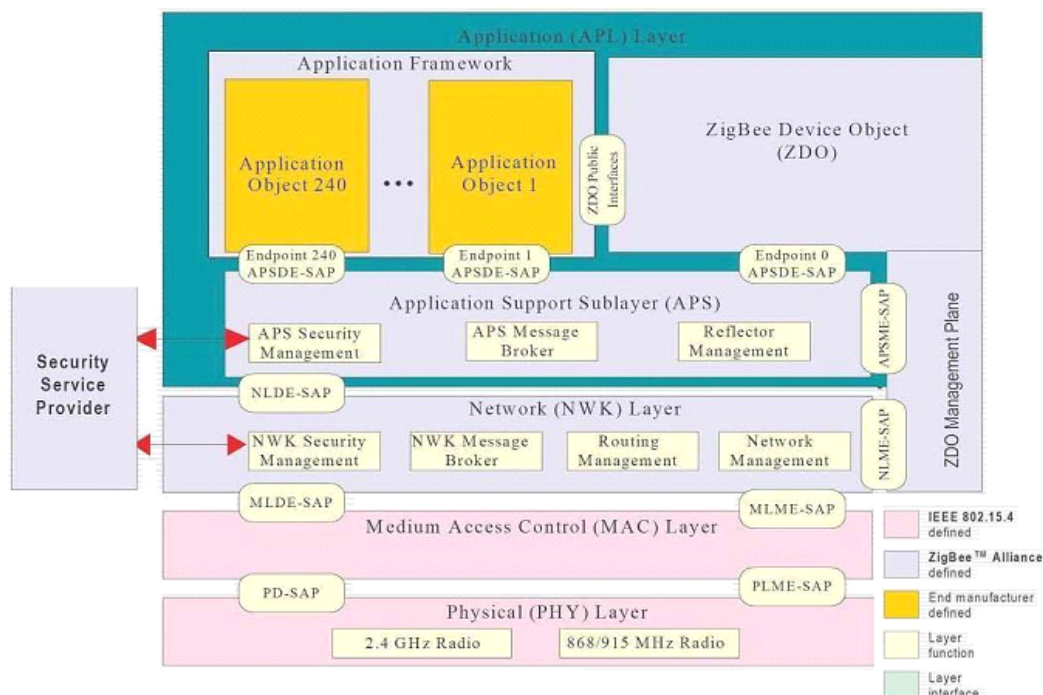 Application (APL) Layer
Application Framework
ZigBee Device Object
(ZDO)
Application
Object 240
...
Application
Object 1
ZDO Public
Interfaces
Endpoint 240
APSDE-SAP
Endpoint 1
APSDE-SAP
Endpoint 0
APSDE-SAP
Application Support Sublayer (APS)
APS Security
Management
APS Message
Broker
Reflector
Management
APSME-SAP
ZDO Management Plane
Security
Service
Provider
NLDE-SAP
Network (NWK) Layer
NWK Security
Management
NWK Message
Broker
Routing
Management
Network
Management
NLME-SAP
MLDE-SAP
MLME-SAP
Medium Access Control (MAC) Layer
PD-SAP
PLME-SAP
Physical (PHY) Layer
2.4 GHz Radio
868/915 MHz Radio
IEEE 802.15.4
defined
ZigBee™ Alliance
defined
End manufacturer
defined
Layer
function
Layer
interface